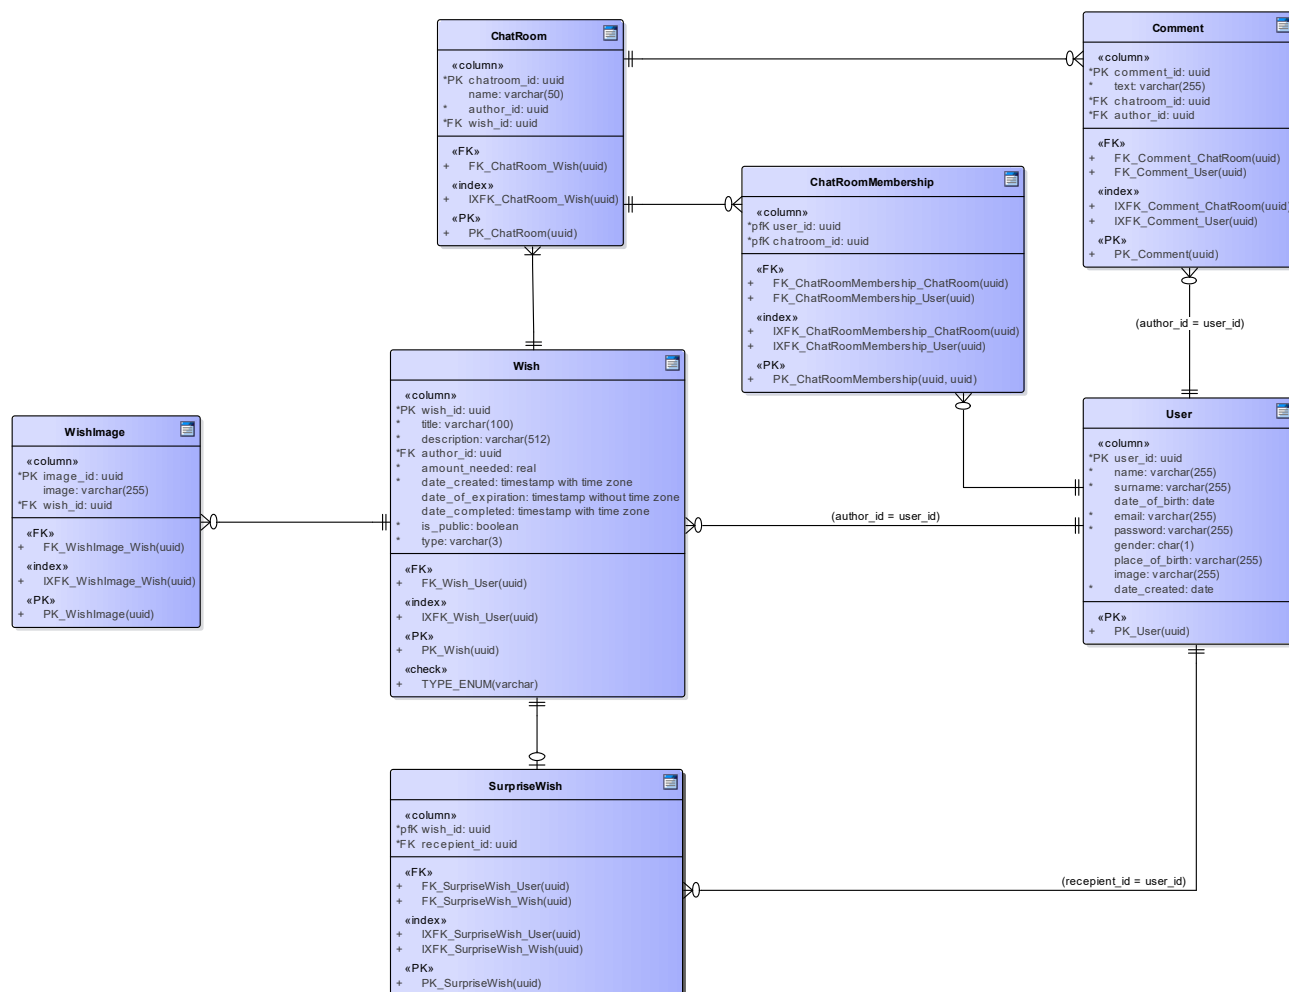 ChatRoom
«column»
*PK chatroom_id: uuid
name: varchar(50)
* author_id: uuid
*FK wish_id: uuid
«FK»
+ FK_ChatRoom_Wish(uuid)
«index»
+ IXFK_ChatRoom_Wish(uuid)
«PK»
+ PK_ChatRoom(uuid)
Comment
«column»
*PK comment_id: uuid
* text: varchar(255)
*FK chatroom_id: uuid
*FK author_id: uuid
«FK»
+ FK_Comment_ChatRoom(uuid)
+ FK_Comment_User(uuid)
«index»
+ IXFK_Comment_ChatRoom(uuid)
+ IXFK_Comment_User(uuid)
«PK»
+ PK_Comment(uuid)
ChatRoomMembership
«column»
*pfK user_id: uuid
*pfK chatroom_id: uuid
«FK»
+ FK_ChatRoomMembership_ChatRoom(uuid)
+ FK_ChatRoomMembership_User(uuid)
«index»
+ IXFK_ChatRoomMembership_ChatRoom(uuid)
+ IXFK_ChatRoomMembership_User(uuid)
«PK»
+ PK_ChatRoomMembership(uuid, uuid)
(author_id = user_id)
Wish
«column»
*PK wish_id: uuid
* title: varchar(100)
* description: varchar(512)
*FK author_id: uuid
* amount_needed: real
* date_created: timestamp with time zone
date_of_expiration: timestamp without time zone
date_completed: timestamp with time zone
* is_public: boolean
* type: varchar(3)
«FK»
+ FK_Wish_User(uuid)
«index»
+ IXFK_Wish_User(uuid)
«PK»
+ PK_Wish(uuid)
«check»
+ TYPE_ENUM(varchar)
WishImage
«column»
*PK image_id: uuid
image: varchar(255)
*FK wish_id: uuid
«FK»
+ FK_WishImage_Wish(uuid)
«index»
+ IXFK_WishImage_Wish(uuid)
«PK»
+ PK_WishImage(uuid)
User
«column»
*PK user_id: uuid
* name: varchar(255)
* surname: varchar(255)
date_of_birth: date
* email: varchar(255)
* password: varchar(255)
gender: char(1)
place_of_birth: varchar(255)
image: varchar(255)
* date_created: date
«PK»
+ PK_User(uuid)
(author_id = user_id)
SurpriseWish
«column»
*pfK wish_id: uuid
*FK recepient_id: uuid
«FK»
+ FK_SurpriseWish_User(uuid)
+ FK_SurpriseWish_Wish(uuid)
«index»
+ IXFK_SurpriseWish_User(uuid)
+ IXFK_SurpriseWish_Wish(uuid)
«PK»
+ PK_SurpriseWish(uuid)
(recepient_id = user_id)